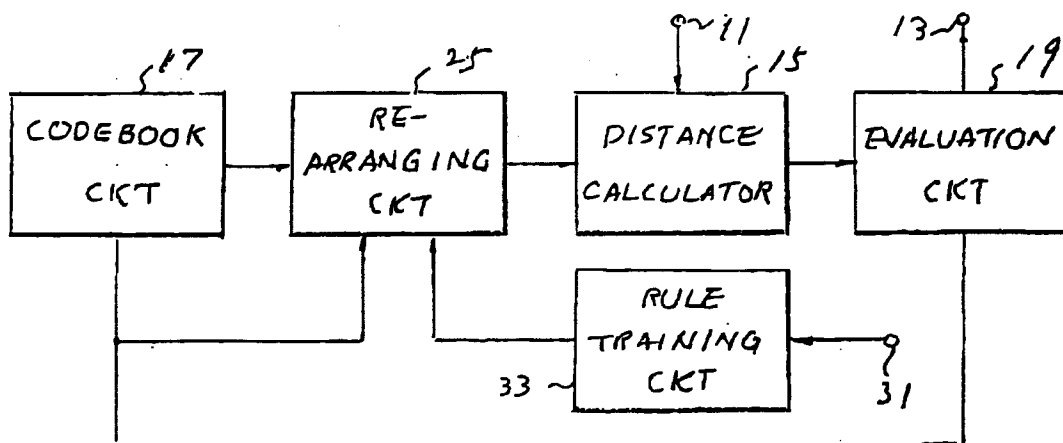 11
13
17
25
15
19
CODEBOOK
CKT
RE-
ARRANGING
CKT
DISTANCE
CALCULATOR
EVALUATION
CKT
RULE
TRAINING
CKT
33
31